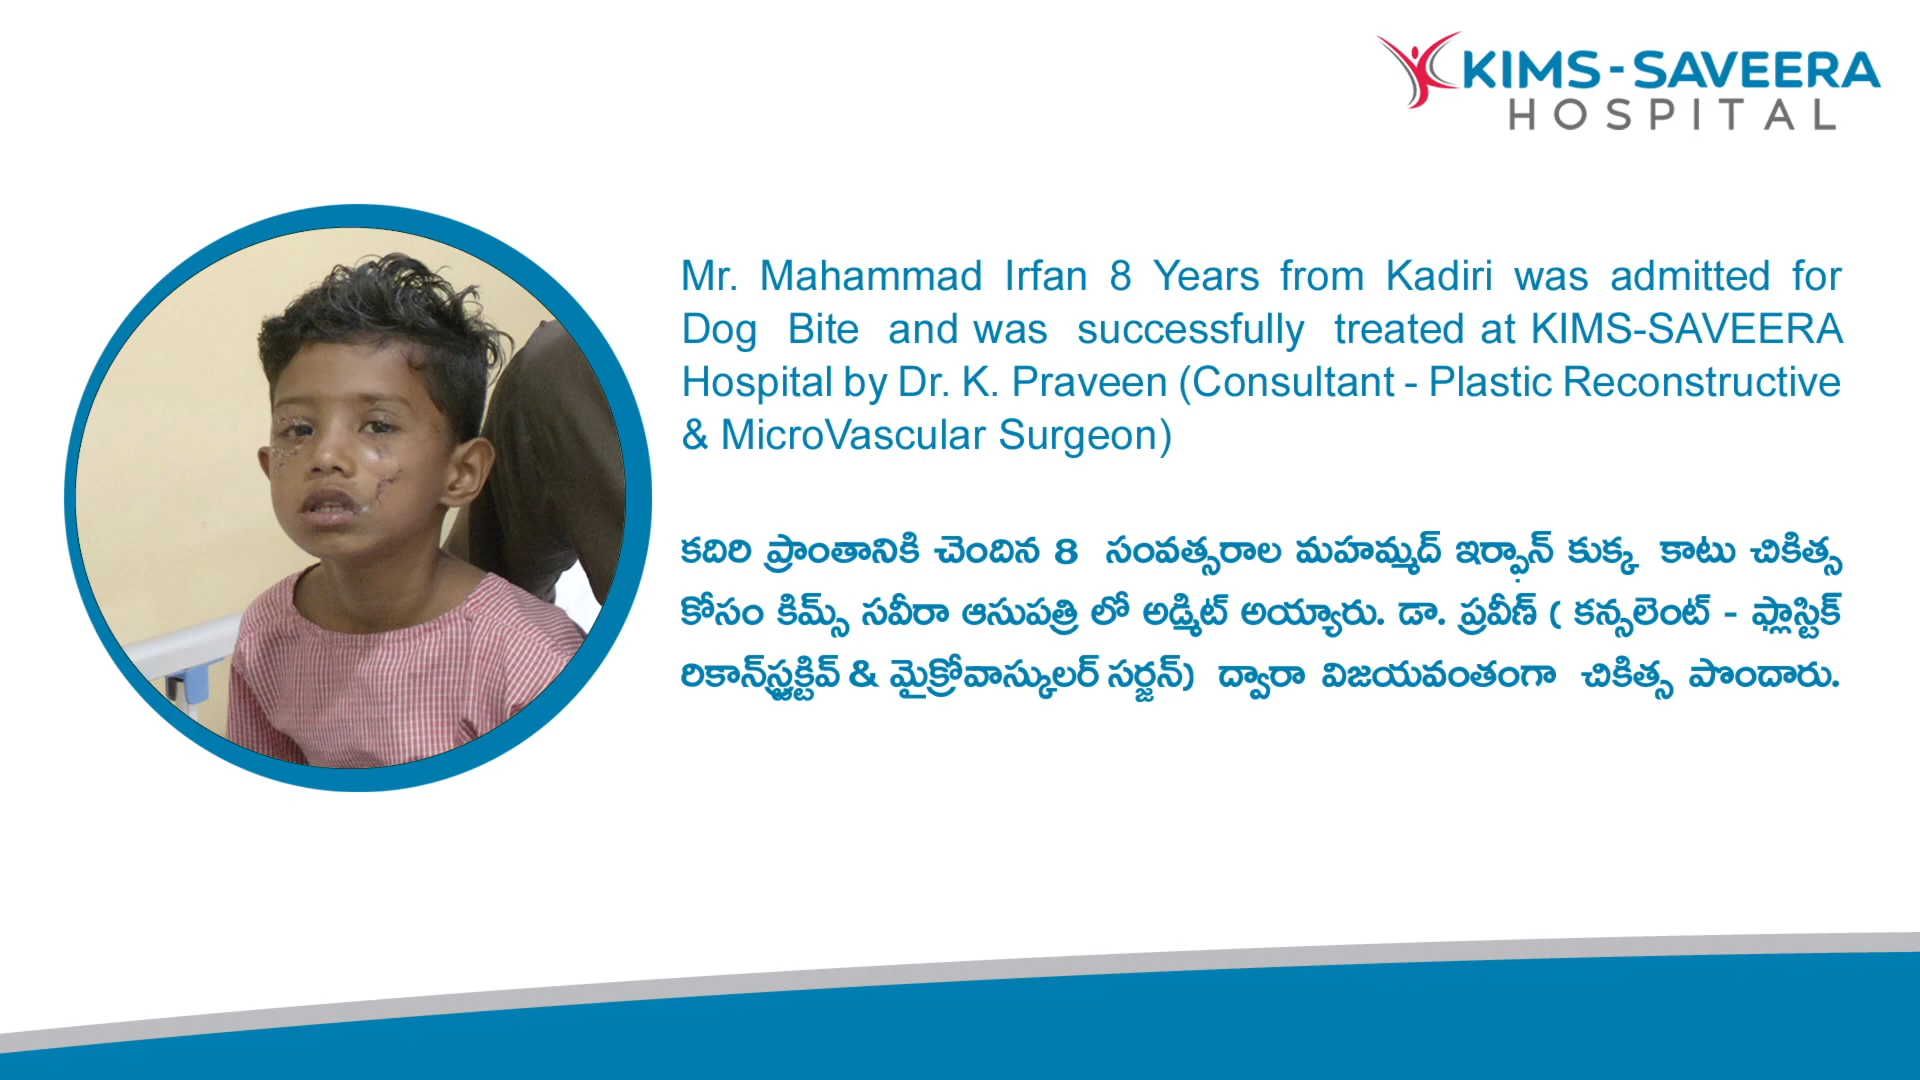 KIMS - SAVEERA
HOSPITAL
Mr. Mahammad Irfan 8 Years from Kadiri was admitted for
Dog Bite and was successfully treated at KIMS-SAVEERA
Hospital by Dr. K. Praveen (Consultant - Plastic Reconstructive
& MicroVascular Surgeon)
కదిరి ప్రాంతానికి చెందిన 8 సంవత్సరాల మహమ్మద్ ఇర్ఫాన్ కుక్క కాటు చికిత్స
కోసం కిమ్స్ సవీరా ఆసుపత్రి లో అడ్మిట్ అయ్యారు. డా. ప్రవీణ్ ( కన్సలెంట్ - ప్లాస్టిక్
రికాన్‌స్ట్రక్టివ్ & మైక్రోవాస్కులర్ సర్జన్) ద్వారా విజయవంతంగా చికిత్స పొందారు.